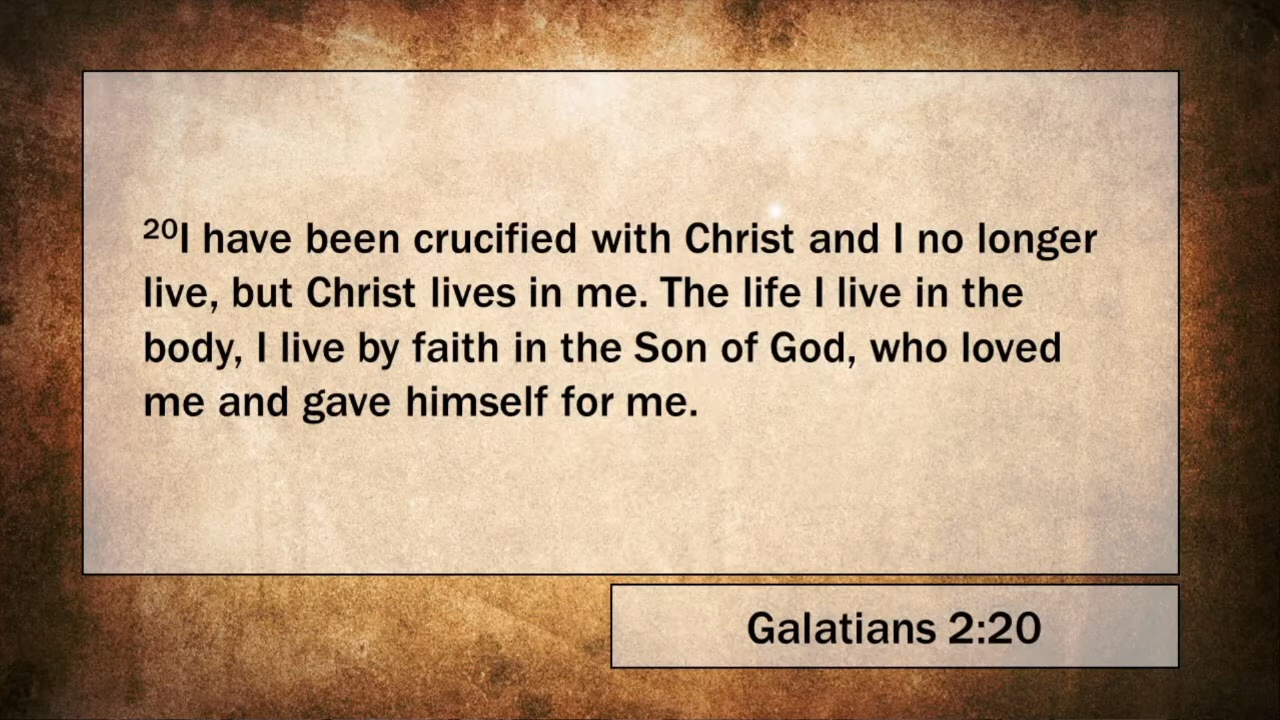 ²⁰I have been crucified with Christ and I no longer
live, but Christ lives in me. The life I live in the
body, I live by faith in the Son of God, who loved
me and gave himself for me.
Galatians 2:20